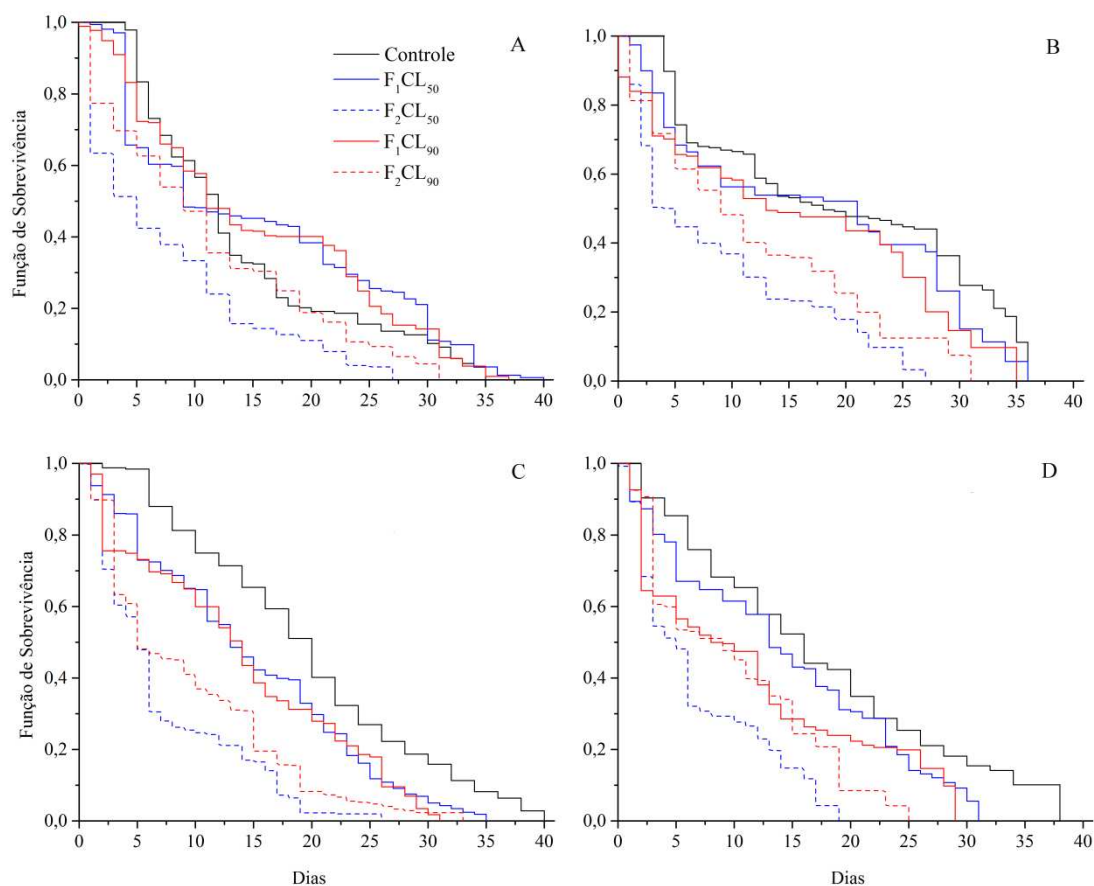 A
1,0
0,8
0,6
0,4
0,2
0,0
Função de Sobrevivência
Controle
F₁CL₅₀
F₂CL₅₀
F₁CL₉₀
F₂CL₉₀
0 5 10 15 20 25 30 35 40
B
1,0
0,8
0,6
0,4
0,2
0,0
0 5 10 15 20 25 30 35 40
C
1,0
0,8
0,6
0,4
0,2
0,0
Função de Sobrevivência
0 5 10 15 20 25 30 35 40
Dias
D
1,0
0,8
0,6
0,4
0,2
0,0
0 5 10 15 20 25 30 35 40
Dias